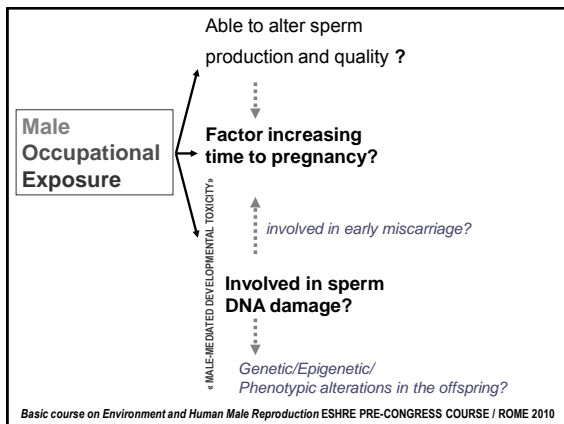 Able to alter sperm
production and quality ?
Male
Occupational
Exposure
Factor increasing
time to pregnancy?
« MALE-MEDIATED DEVELOPMENTAL TOXICITY»
involved in early miscarriage?
Involved in sperm
DNA damage?
Genetic/Epigenetic/
Phenotypic alterations in the offspring?
Basic course on Environment and Human Male Reproduction ESHRE PRE-CONGRESS COURSE / ROME 2010